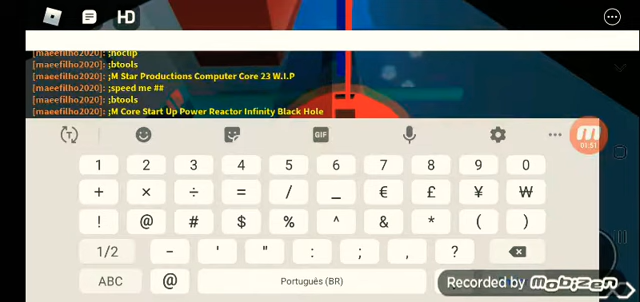 HD
[maeefilho2020]: ;noclip
[maeefilho2020]: ;btools
[maeefilho2020]: ;M Star Productions Computer Core 23 W.I.P
[maeefilho2020]: ;speed me ##
[maeefilho2020]: ;btools
[maeefilho2020]: ;M Core Start Up Power Reactor Infinity Black Hole
T GIF ...
01:51
1 2 3 4 5 6 7 8 9 0
+ × ÷ = / _ € £ ¥ ₩
! @ # $ % ^ & * ( )
1/2 - ' " : ; , ?
ABC @ Português (BR)
Recorded by Mobizen